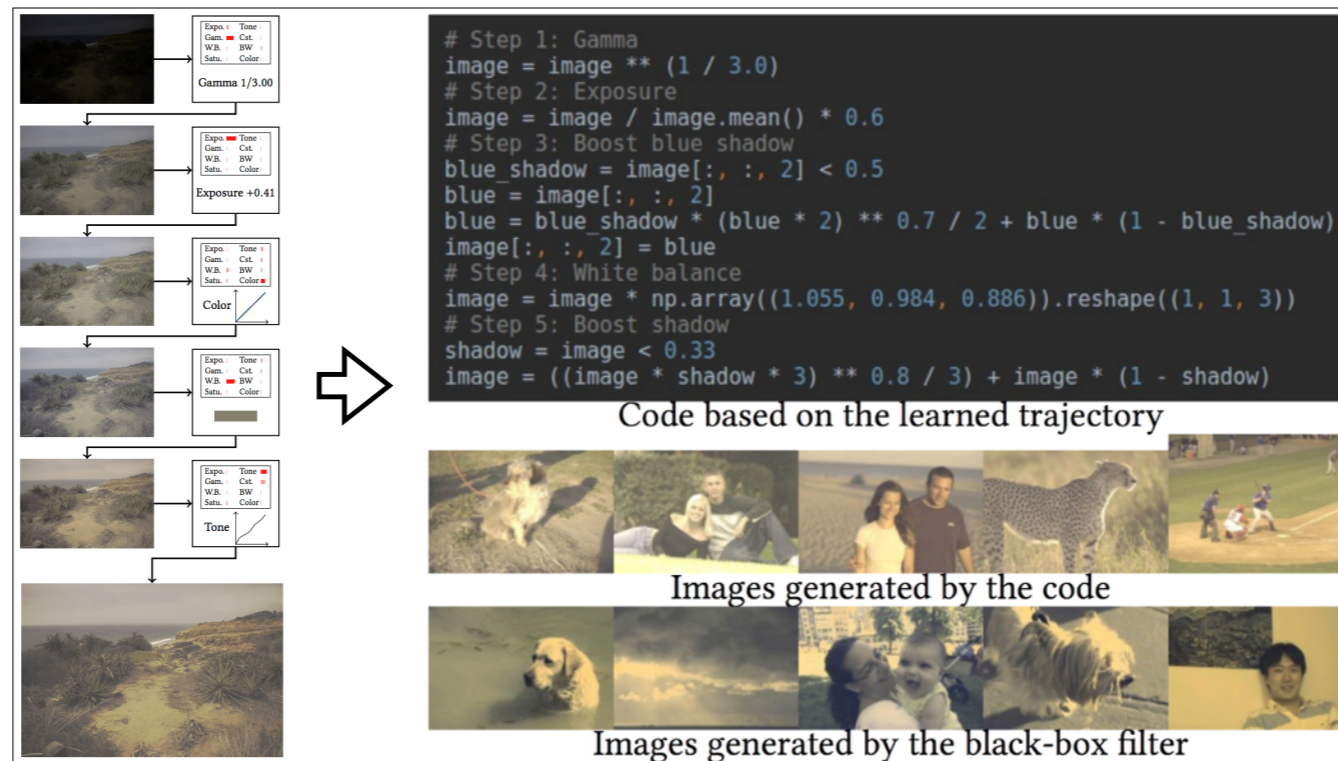 Expo. Tone
Gam. Cst.
W.B. BW
Satu. Color
Gamma 1/3.00
Expo. Tone
Gam. Cst.
W.B. BW
Satu. Color
Exposure +0.41
Expo. Tone
Gam. Cst.
W.B. BW
Satu. Color
Color
Expo. Tone
Gam. Cst.
W.B. BW
Satu. Color
Expo. Tone
Gam. Cst.
W.B. BW
Satu. Color
Tone
# Step 1: Gamma
image = image ** (1 / 3.0)
# Step 2: Exposure
image = image / image.mean() * 0.6
# Step 3: Boost blue shadow
blue_shadow = image[:, :, 2] < 0.5
blue = image[:, :, 2]
blue = blue_shadow * (blue * 2) ** 0.7 / 2 + blue * (1 - blue_shadow)
image[:, :, 2] = blue
# Step 4: White balance
image = image * np.array((1.055, 0.984, 0.886)).reshape((1, 1, 3))
# Step 5: Boost shadow
shadow = image < 0.33
image = ((image * shadow * 3) ** 0.8 / 3) + image * (1 - shadow)
Code based on the learned trajectory
Images generated by the code
Images generated by the black-box filter